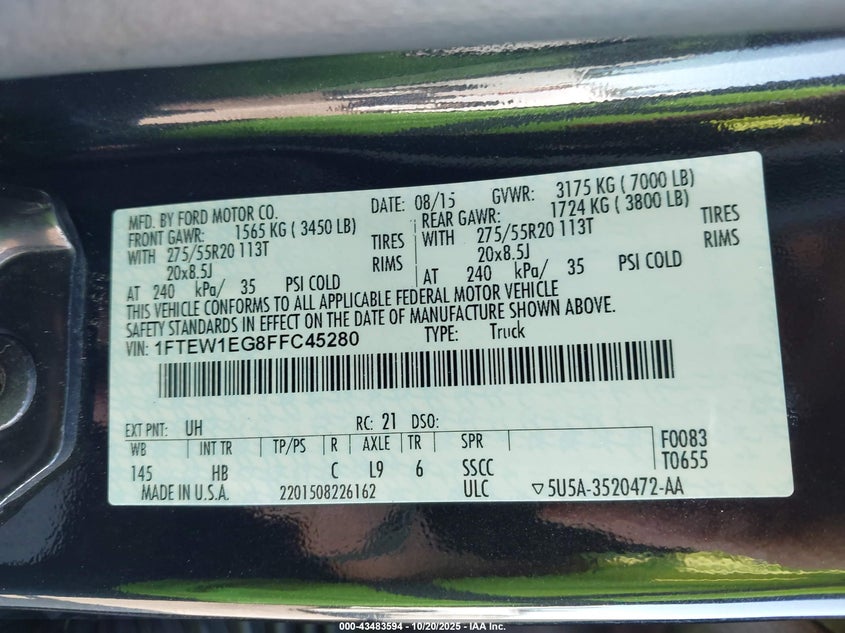 MFD. BY FORD MOTOR CO. DATE: 08/15 GVWR: 3175 KG ( 7000 LB)
FRONT GAWR: 1565 KG ( 3450 LB) REAR GAWR: 1724 KG ( 3800 LB)
WITH 275/55R20 113T TIRES WITH 275/55R20 113T TIRES
20x8.5J RIMS 20x8.5J RIMS
AT 240 kPa/ 35 PSI COLD AT 240 kPa/ 35 PSI COLD
THIS VEHICLE CONFORMS TO ALL APPLICABLE FEDERAL MOTOR VEHICLE
SAFETY STANDARDS IN EFFECT ON THE DATE OF MANUFACTURE SHOWN ABOVE.
VIN: 1FTEW1EG8FFC45280 TYPE: Truck
EXT PNT: UH RC: 21 DSO:
WB INT TR TP/PS R AXLE TR SPR F0083
145 HB C L9 6 SSCC T0655
MADE IN U.S.A. 2201508226162 ULC ▽5U5A-3520472-AA
000-43483594 - 10/20/2025 - IAA Inc.